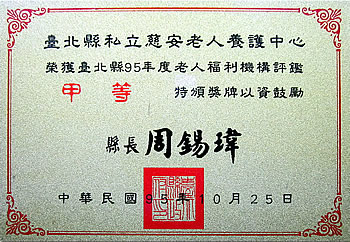 臺北縣私立慈安老人養護中心
榮獲臺北縣95年度老人福利機構評鑑
甲等 特頒獎牌以資鼓勵
縣長 周錫瑋
中華民國95年10月25日